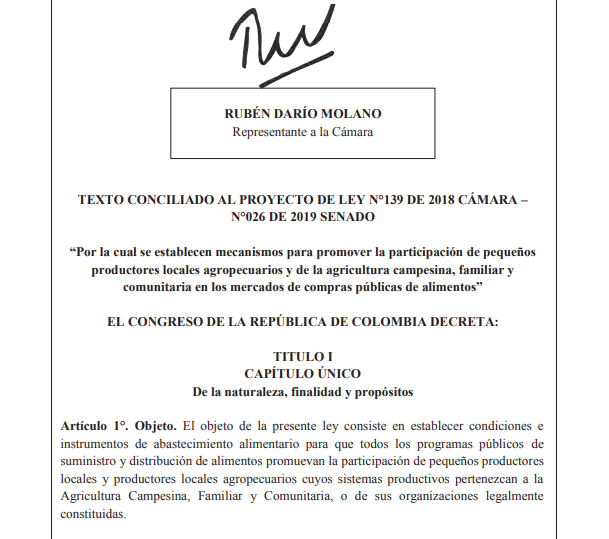 RUBÉN DARÍO MOLANO
Representante a la Cámara
TEXTO CONCILIADO AL PROYECTO DE LEY N°139 DE 2018 CÁMARA –
N°026 DE 2019 SENADO
“Por la cual se establecen mecanismos para promover la participación de pequeños
productores locales agropecuarios y de la agricultura campesina, familiar y
comunitaria en los mercados de compras públicas de alimentos”
EL CONGRESO DE LA REPÚBLICA DE COLOMBIA DECRETA:
TITULO I
CAPÍTULO ÚNICO
De la naturaleza, finalidad y propósitos
Artículo 1°. Objeto. El objeto de la presente ley consiste en establecer condiciones e
instrumentos de abastecimiento alimentario para que todos los programas públicos de
suministro y distribución de alimentos promuevan la participación de pequeños productores
locales y productores locales agropecuarios cuyos sistemas productivos pertenezcan a la
Agricultura Campesina, Familiar y Comunitaria, o de sus organizaciones legalmente
constituidas.